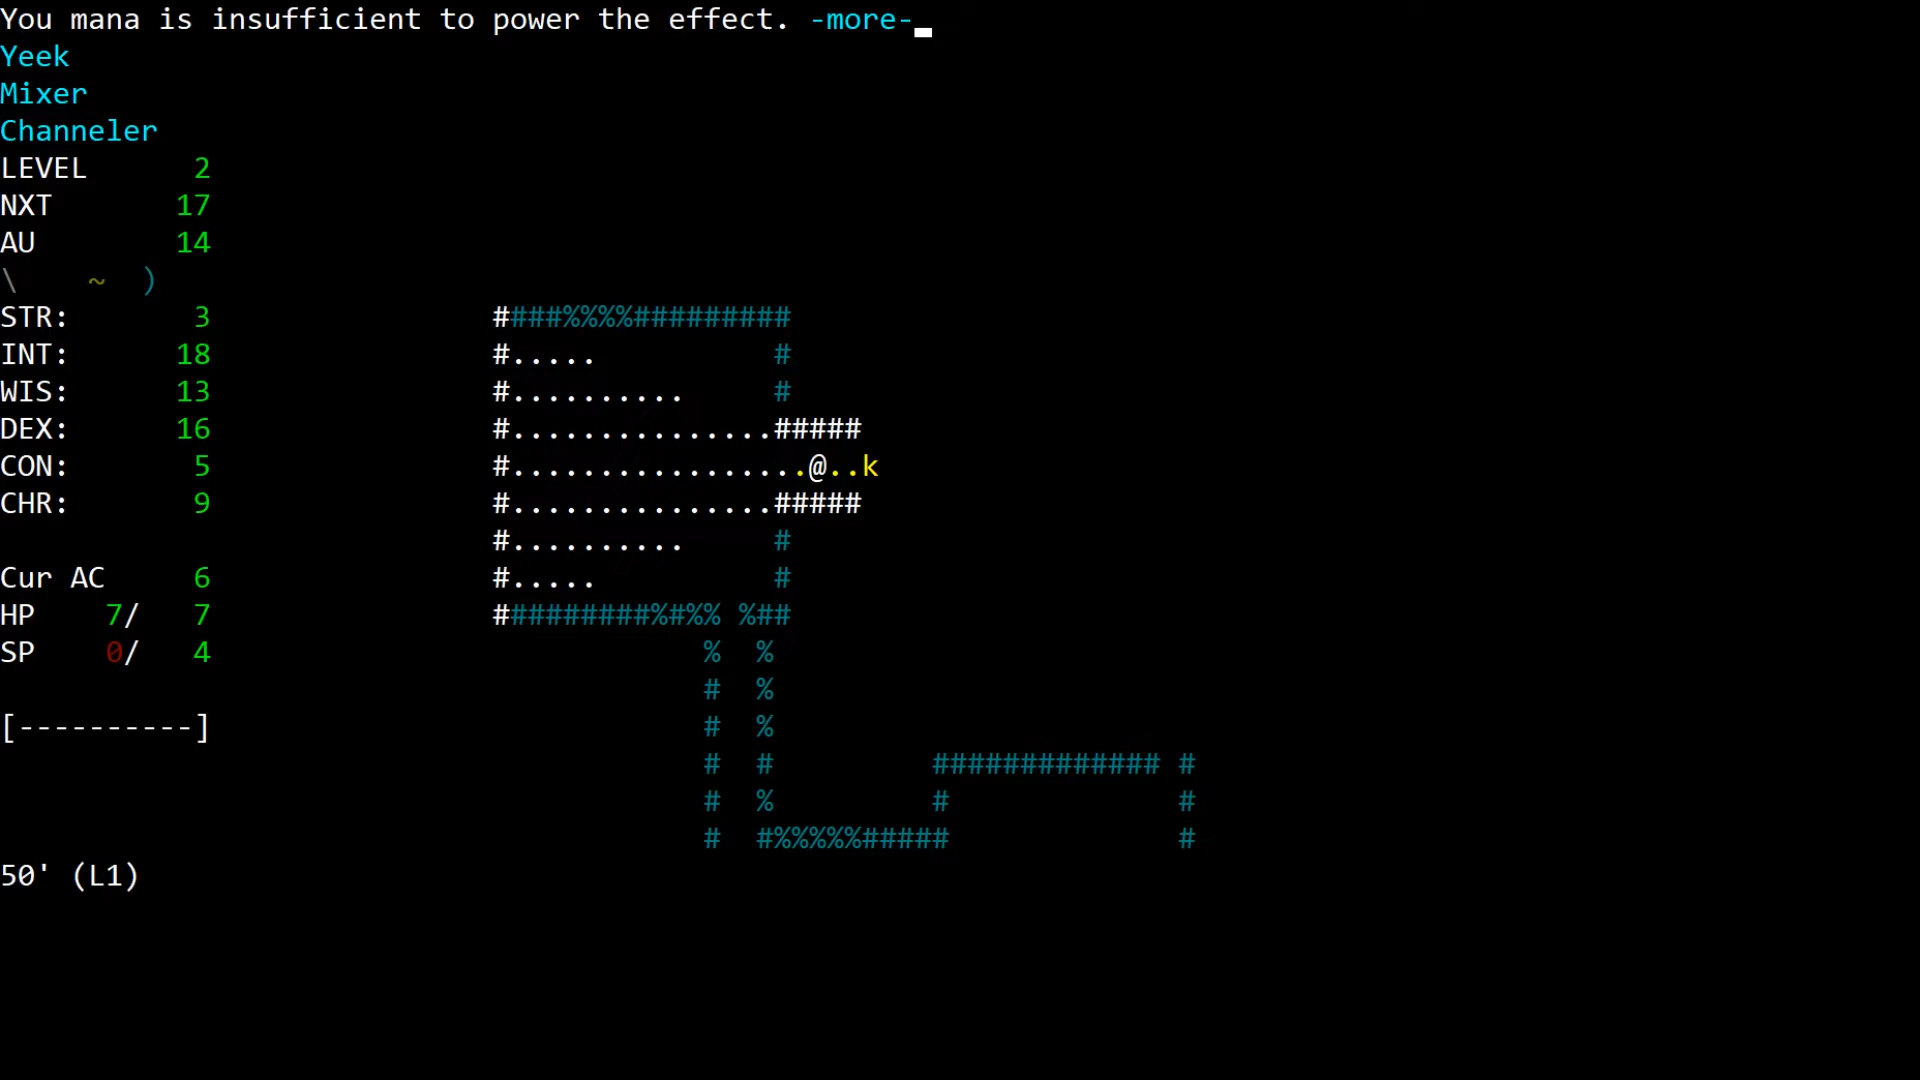 You mana is insufficient to power the effect. -more-
Yeek
Mixer
Channeler
LEVEL 2
NXT 17
AU 14
\    ~  )
STR: 3 ####%%%%#########
INT: 18 #..... #
WIS: 13 #.......... #
DEX: 16 #...............#####
CON: 5 #.................@..k
CHR: 9 #...............#####
#.......... #
Cur AC 6 #..... #
HP 7/ 7 #########%#%% %##
SP 0/ 4 % %
# %
[----------] # %
# # ############# #
# % # #
# #%%%%%##### #
50' (L1)